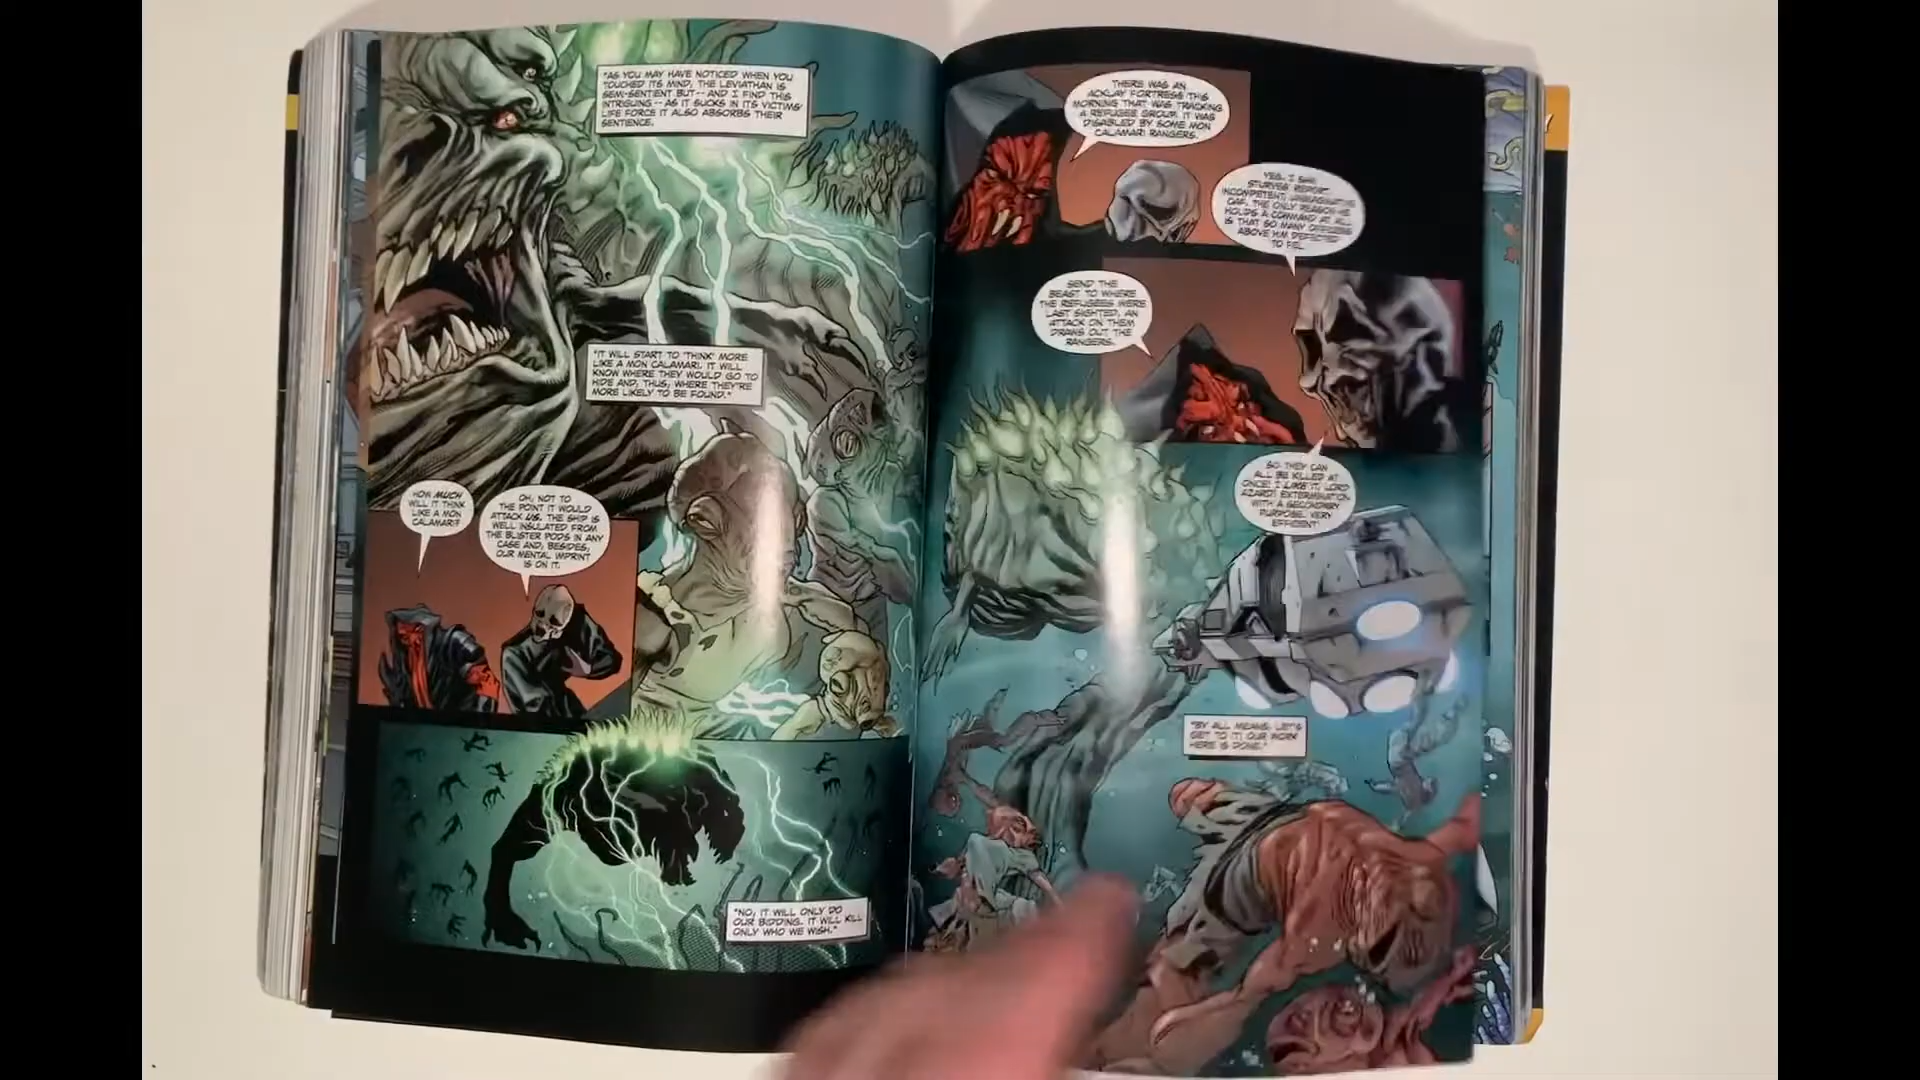 "AS YOU MAY HAVE NOTICED WHEN YOU
TOUCHED ITS MIND, THE LEVIATHAN IS
SEMI-SENTIENT BUT -- AND I FIND THIS
INTRIGUING -- AS IT SUCKS IN ITS VICTIMS'
LIFE FORCE IT ALSO ABSORBS THEIR
SENTIENCE.
"IT WILL START TO 'THINK' MORE
LIKE A MON CALAMARI. IT WILL
KNOW WHERE THEY WOULD GO TO
HIDE AND, THUS, WHERE THEY'RE
MORE LIKELY TO BE FOUND."
HOW MUCH
WILL IT THINK
LIKE A MON
CALAMARI?
OH, NOT TO
THE POINT IT WOULD
ATTACK US. THE SHIP IS
WELL INSULATED FROM
THE BLISTER PODS IN ANY
CASE AND, BESIDES,
OUR MENTAL IMPRINT
IS ON IT.
"NO, IT WILL ONLY DO
OUR BIDDING. IT WILL KILL
ONLY WHO WE WISH."
THERE WAS AN
ACKLAY FORTRESS THIS
MORNING THAT WAS TRACKING
A REFUGEE GROUP. IT WAS
DISABLED BY SOME MON
CALAMARI RANGERS.
YES, I SAW
REPORT.
INCOMPETENT, UNIMAGINATIVE
THE ONLY REASON HE
HOLDS A COMMAND AT ALL
IS THAT SO MANY OFFICERS
ABOVE HIM DEFECTED
TO FEL.
SEND THE
BEAST TO WHERE
THE REFUGEES WERE
LAST SIGHTED. AN
ATTACK ON THEM
DRAWS OUT THE
RANGERS.
SO THEY CAN
ALL BE KILLED AT
ONCE! I LIKE IT, LORD
AZARD! EXTERMINATION
WITH A SECONDARY
PURPOSE. VERY
EFFICIENT!
"BY ALL MEANS, LET'S
GET TO IT! OUR WORK
HERE IS DONE."